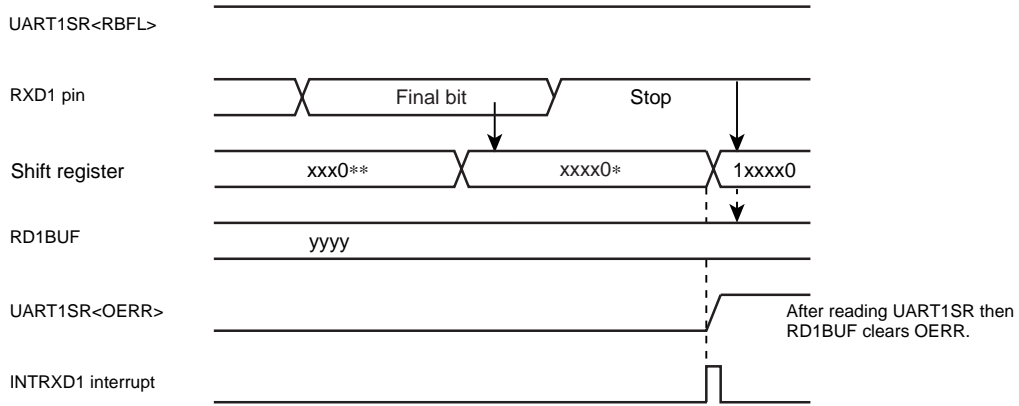 UART1SR<RBFL>
RXD1 pin
Final bit
Stop
Shift register
xxx0**
xxxx0*
1xxxx0
RD1BUF
yyyy
UART1SR<OERR>
After reading UART1SR then
RD1BUF clears OERR.
INTRXD1 interrupt